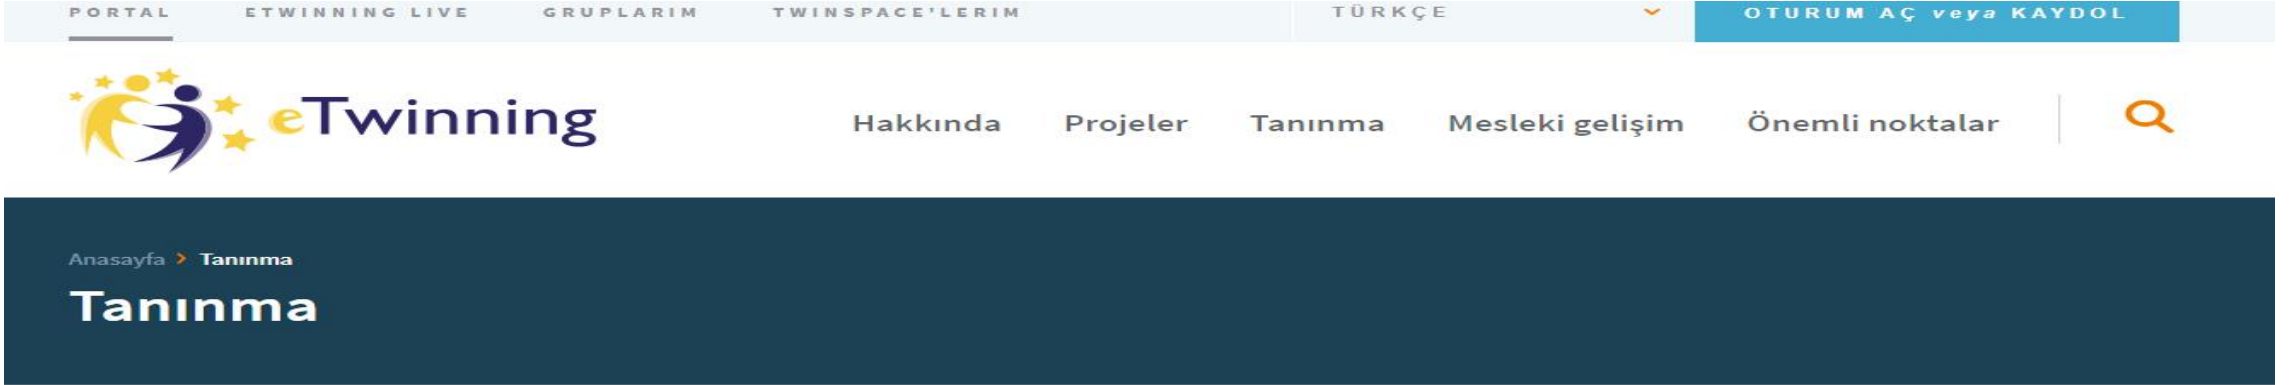 PORTAL ETWINNING LIVE GRUPLARIM TWINSPACE'LERIM TÜRKÇE OTURUM AÇ veya KAYDOL
eTwinning Hakkında Projeler Tanınma Mesleki gelişim Önemli noktalar
Anasayfa > Tanınma
Tanınma